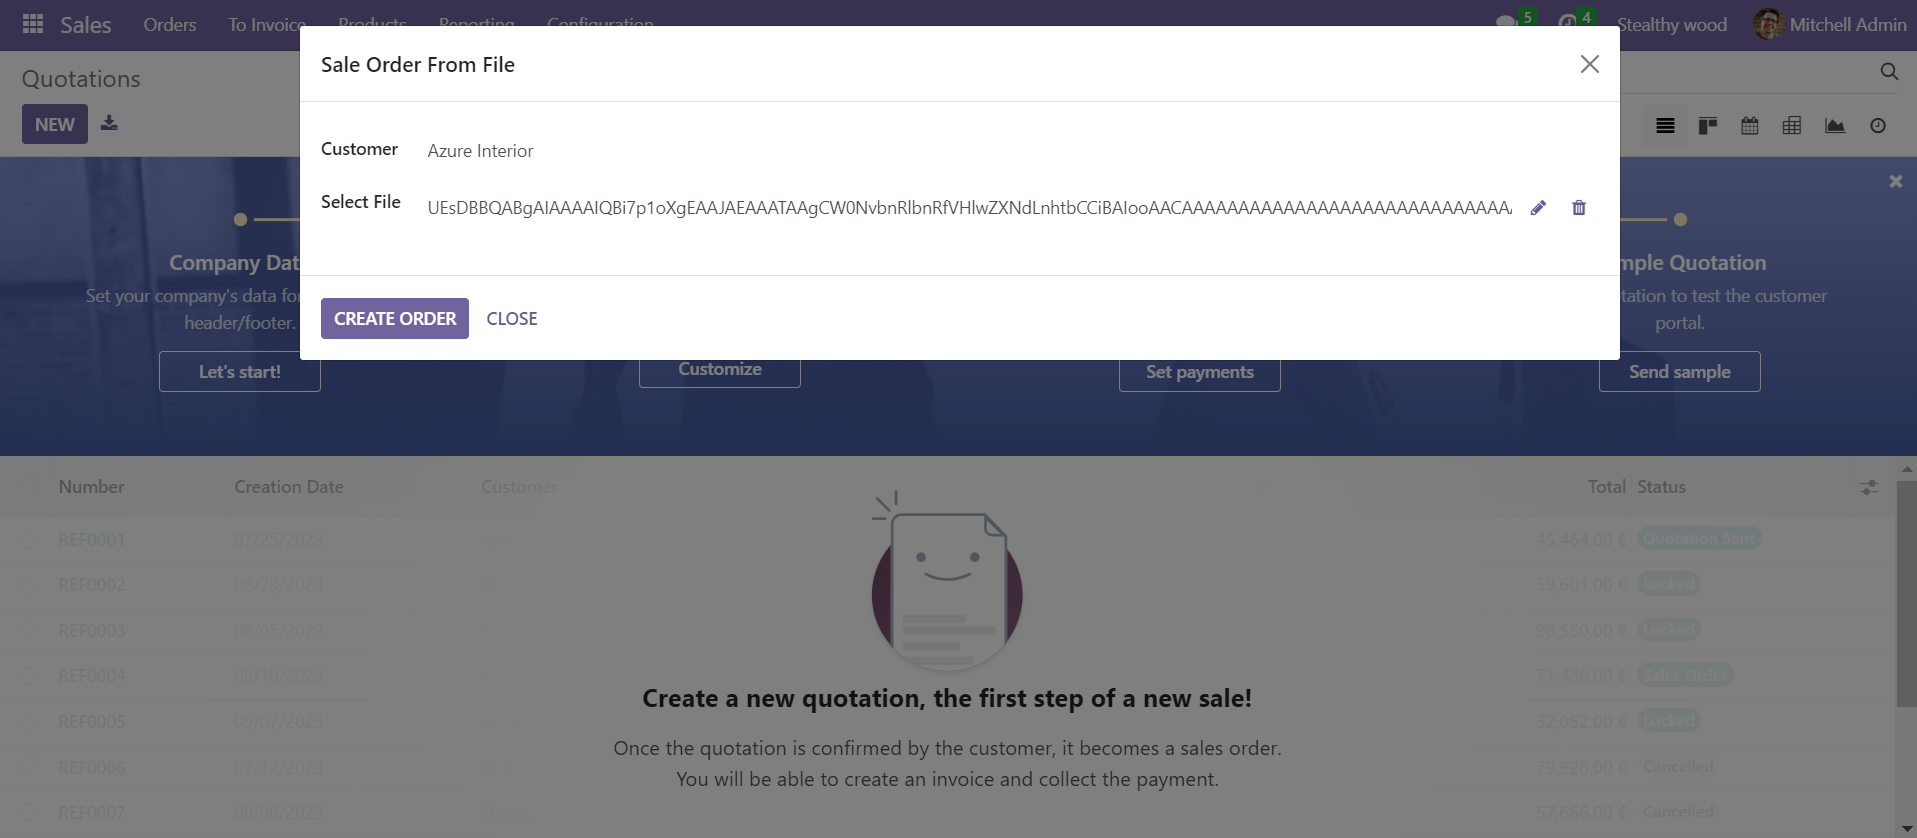 Sales Orders To Invoice Products Reporting Configuration 5 4 Stealthy wood Mitchell Admin
Sale Order From File
Quotations
NEW
Customer Azure Interior
Select File
Company Dat
Set your company's data for
header/footer.
Let's start!
Customize
Set payments
mple Quotation
tation to test the customer
portal.
Send sample
CREATE ORDER CLOSE
Number Creation Date Customer Total Status
REF0001 07/25/2023 45,464.00 € Quotation Sent
REF0002 08/23/2023 59,601.00 € Locked
REF0003 08/05/2023 98,550.00 € Locked
REF0004 08/10/2023 71,436.00 € Sales Order
REF0005 09/07/2023 32,052.00 € Locked
REF0006 07/12/2023 79,928.00 € Cancelled
REF0007 09/06/2023 57,666.00 € Cancelled
Create a new quotation, the first step of a new sale!
Once the quotation is confirmed by the customer, it becomes a sales order.
You will be able to create an invoice and collect the payment.